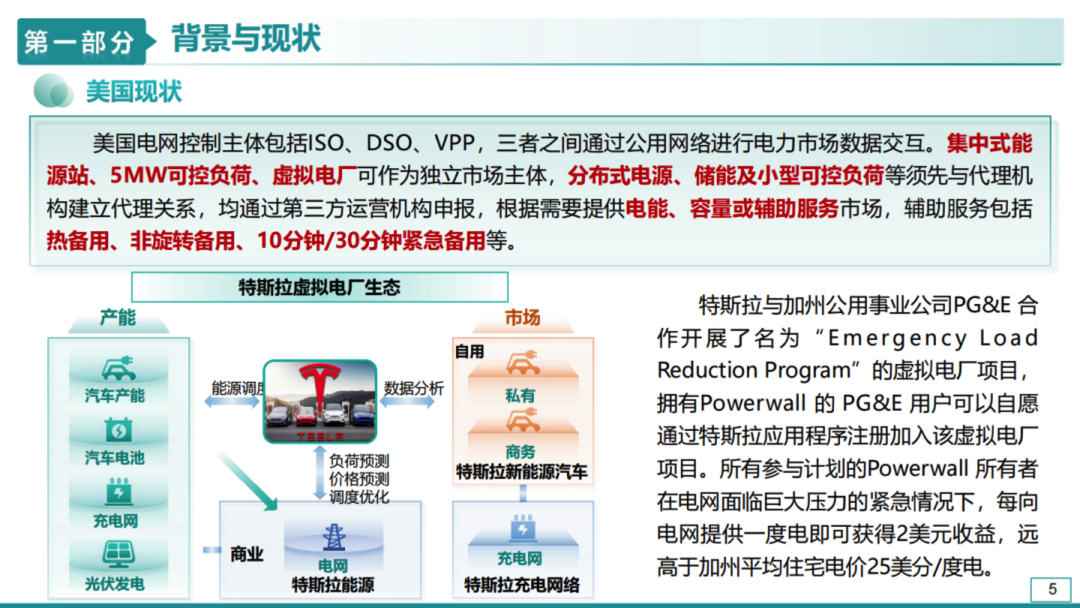 第一部分
背景与现状
美国现状
美国电网控制主体包括ISO、DSO、VPP，三者之间通过公用网络进行电力市场数据交互。集中式能
源站、5MW可控负荷、虚拟电厂可作为独立市场主体，分布式电源、储能及小型可控负荷等须先与代理机
构建立代理关系，均通过第三方运营机构申报，根据需要提供电能、容量或辅助服务市场，辅助服务包括
热备用、非旋转备用、10分钟/30分钟紧急备用等。
特斯拉虚拟电厂生态
产能
汽车产能
汽车电池
充电网
光伏发电
能源调度
TESLA
数据分析
负荷预测
价格预测
调度优化
商业
电网
特斯拉能源
市场
自用
私有
商务
特斯拉新能源汽车
充电网
特斯拉充电网络
特斯拉与加州公用事业公司PG&E 合
作开展了名为“Emergency Load
Reduction Program”的虚拟电厂项目，
拥有Powerwall 的 PG&E 用户可以自愿
通过特斯拉应用程序注册加入该虚拟电厂
项目。所有参与计划的Powerwall 所有者
在电网面临巨大压力的紧急情况下，每向
电网提供一度电即可获得2美元收益，远
高于加州平均住宅电价25美分/度电。
5